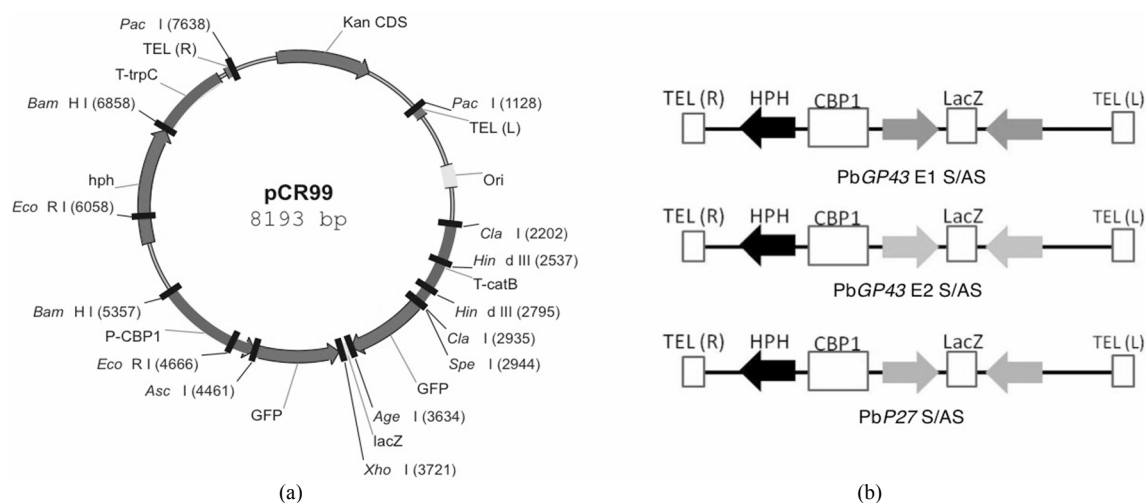 Kan CDS
Pac I (7638)
TEL (R)
T-trpC
Bam H I (6858)
hph
Eco R I (6058)
Bam H I (5357)
P-CBP1
Eco R I (4666)
Asc I (4461)
GFP
pCR99
8193 bp
Pac I (1128)
TEL (L)
Ori
Cla I (2202)
Hin d III (2537)
T-catB
Hin d III (2795)
Cla I (2935)
Spe I (2944)
GFP
Age I (3634)
lacZ
Xho I (3721)
(a)
TEL (R) HPH CBP1 LacZ TEL (L)
PbGP43 E1 S/AS
TEL (R) HPH CBP1 LacZ TEL (L)
PbGP43 E2 S/AS
TEL (R) HPH CBP1 LacZ TEL (L)
PbP27 S/AS
(b)